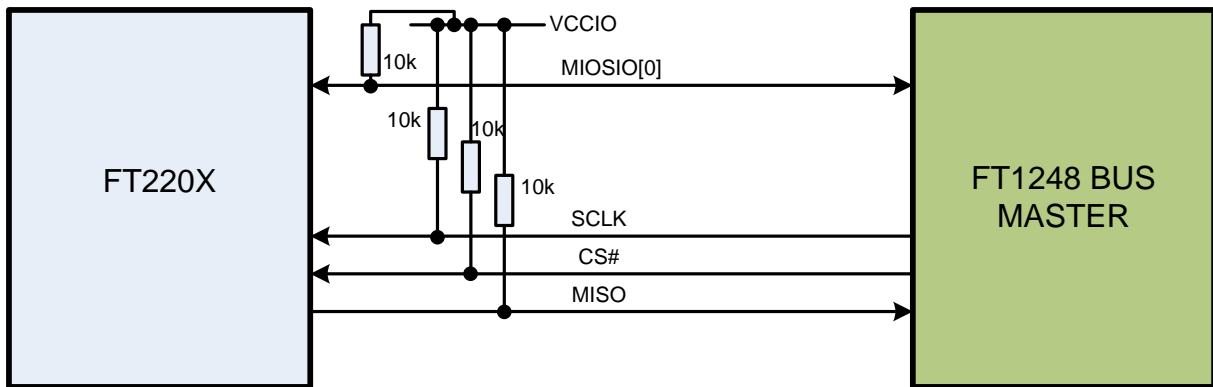 VCCIO
10k
MIOSIO[0]
10k
10k
FT220X
FT1248 BUS
MASTER
10k
SCLK
CS#
MISO